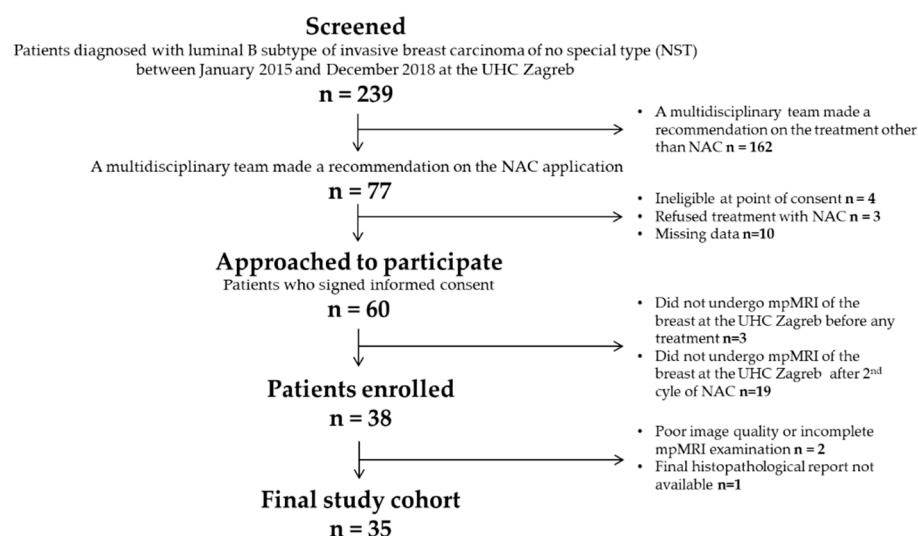 Screened
Patients diagnosed with luminal B subtype of invasive breast carcinoma of no special type (NST)
between January 2015 and December 2018 at the UHC Zagreb
n = 239
• A multidisciplinary team made a
recommendation on the treatment other
than NAC n = 162
A multidisciplinary team made a recommendation on the NAC application
n = 77
• Ineligible at point of consent n = 4
• Refused treatment with NAC n = 3
• Missing data n=10
Approached to participate
Patients who signed informed consent
n = 60
• Did not undergo mpMRI of the
breast at the UHC Zagreb before any
treatment n=3
• Did not undergo mpMRI of the
breast at the UHC Zagreb after 2nd
cyle of NAC n=19
Patients enrolled
n = 38
• Poor image quality or incomplete
mpMRI examination n = 2
• Final histopathological report not
available n=1
Final study cohort
n = 35